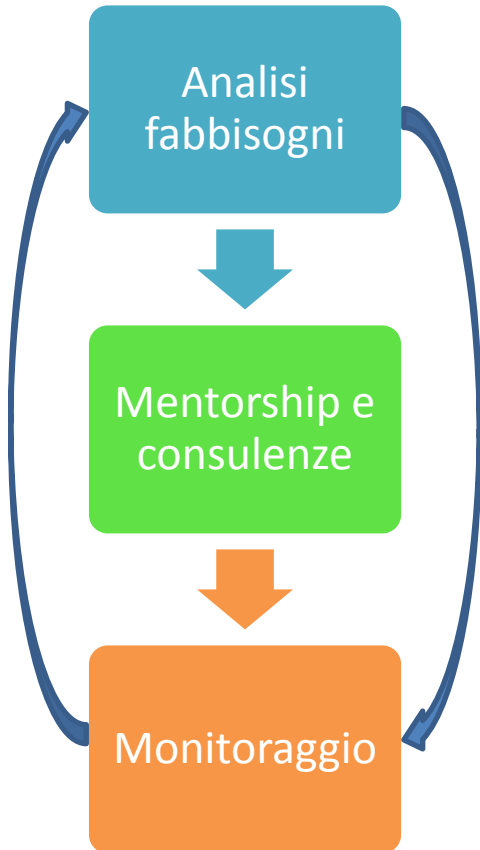 Analisi
fabbisogni
Mentorship e
consulenze
Monitoraggio